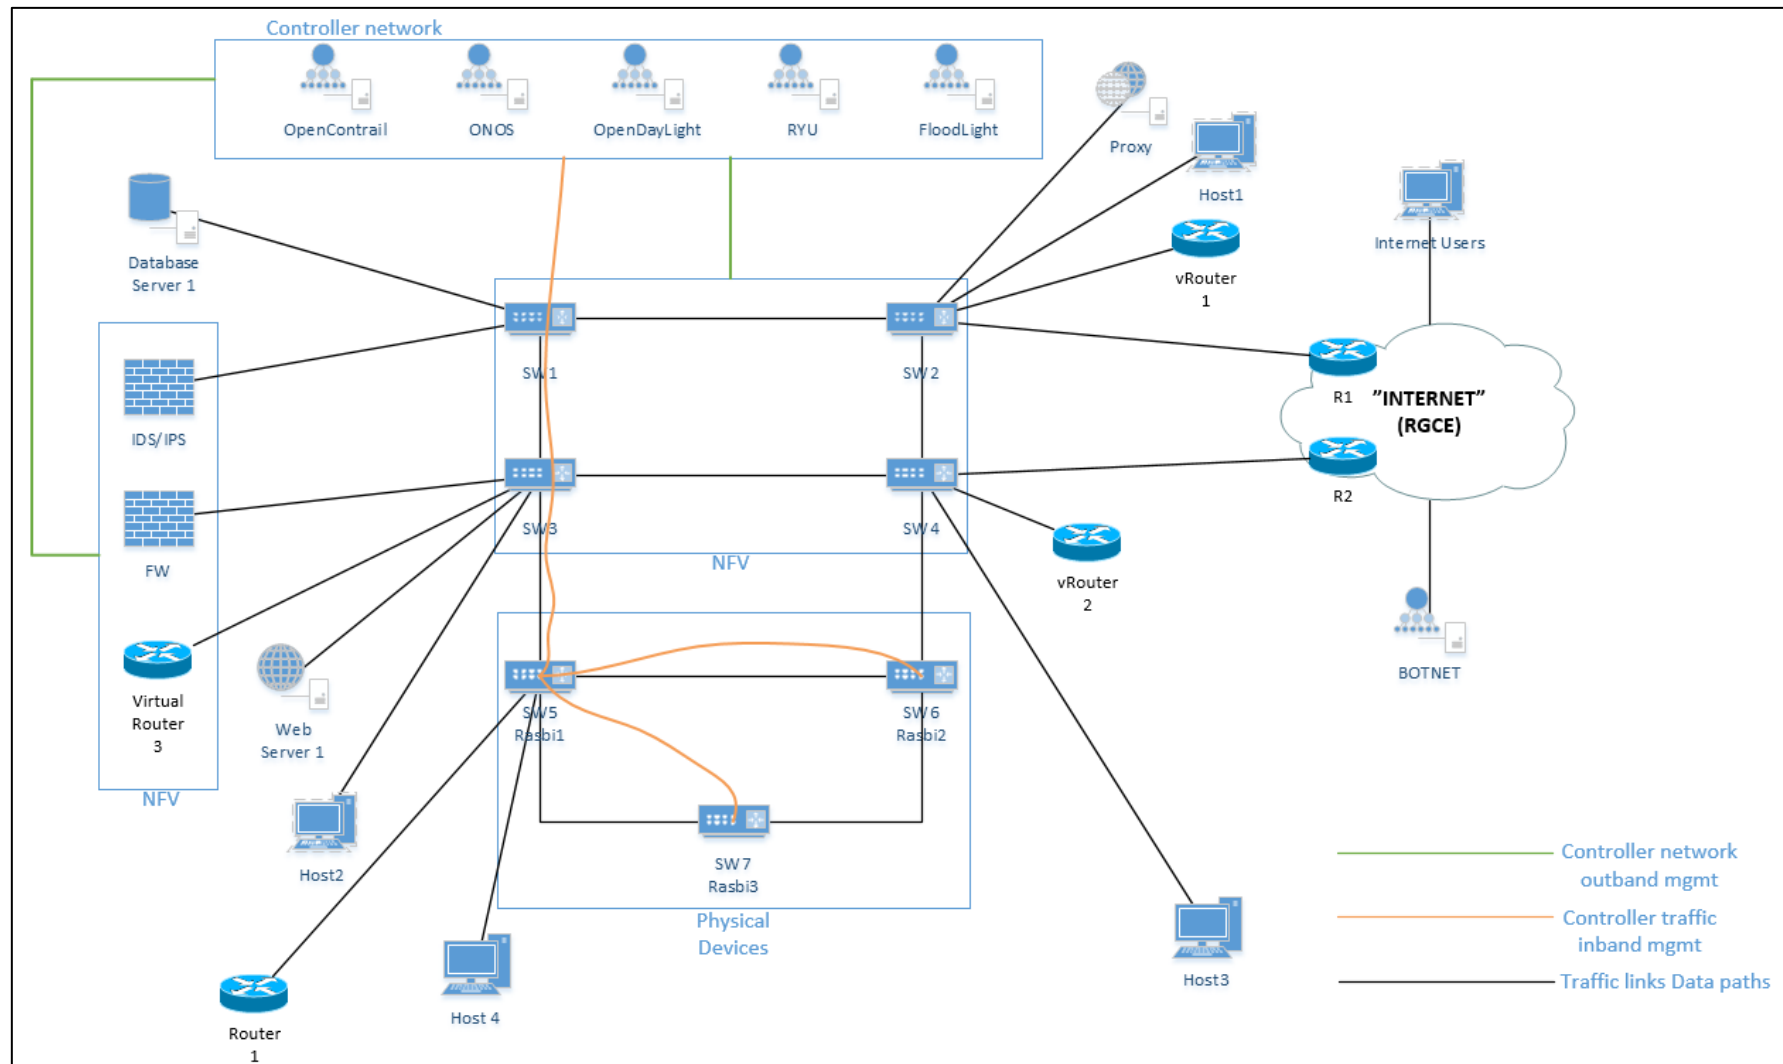 Controller network
OpenContrail
ONOS
OpenDayLight
RYU
FloodLight
Proxy
Host1
Internet Users
Database
Server 1
vRouter
1
SW1
SW2
R1
"INTERNET"
(RGCE)
IDS/IPS
R2
SW3
SW4
NFV
FW
vRouter
2
BOTNET
Virtual
Router
3
Web
Server 1
SW5
Rasbi1
SW6
Rasbi2
NFV
Host2
SW7
Rasbi3
Physical
Devices
Controller network
outband mgmt
Controller traffic
inband mgmt
Traffic links Data paths
Host3
Host 4
Router
1